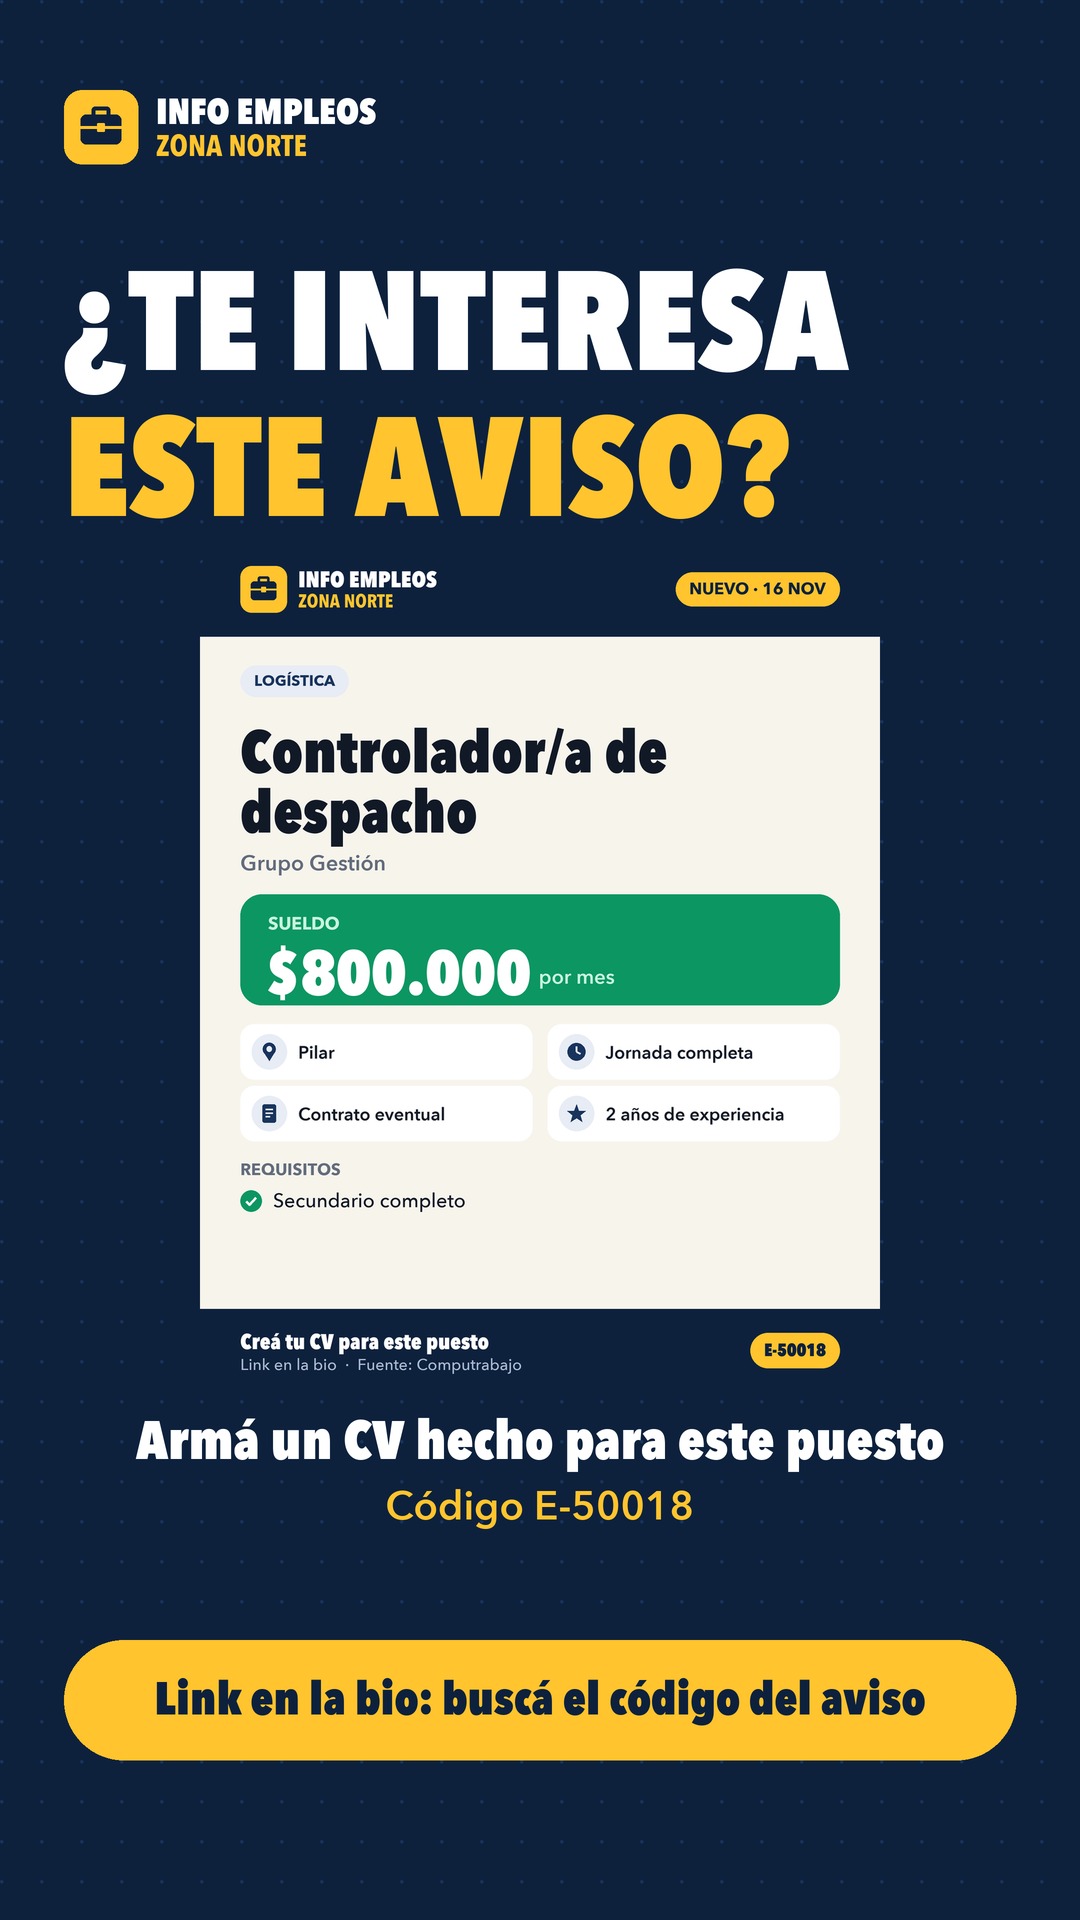 INFO EMPLEOS
ZONA NORTE
¿TE INTERESA
ESTE AVISO?
INFO EMPLEOS
ZONA NORTE
NUEVO · 16 NOV
LOGÍSTICA
Controlador/a de
despacho
Grupo Gestión
SUELDO
$800.000 por mes
Pilar
Jornada completa
Contrato eventual
2 años de experiencia
REQUISITOS
Secundario completo
Creá tu CV para este puesto
Link en la bio · Fuente: Computrabajo
E-50018
Armá un CV hecho para este puesto
Código E-50018
Link en la bio: buscá el código del aviso